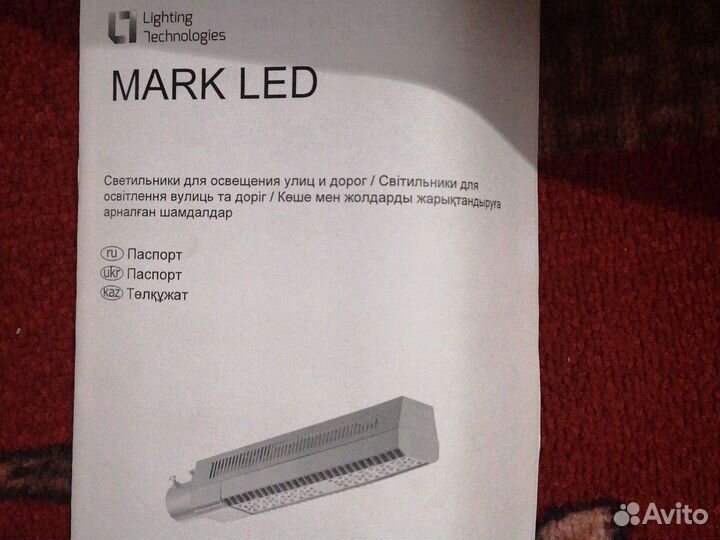 Lighting
Technologies
MARK LED
Светильники для освещения улиц и дорог / Світильники для
освітлення вулиць та доріг / Көше мен жолдарды жарықтандыруға
арналған шамдалдар
ru Паспорт
ukr Паспорт
kaz Төлқұжат
Avito